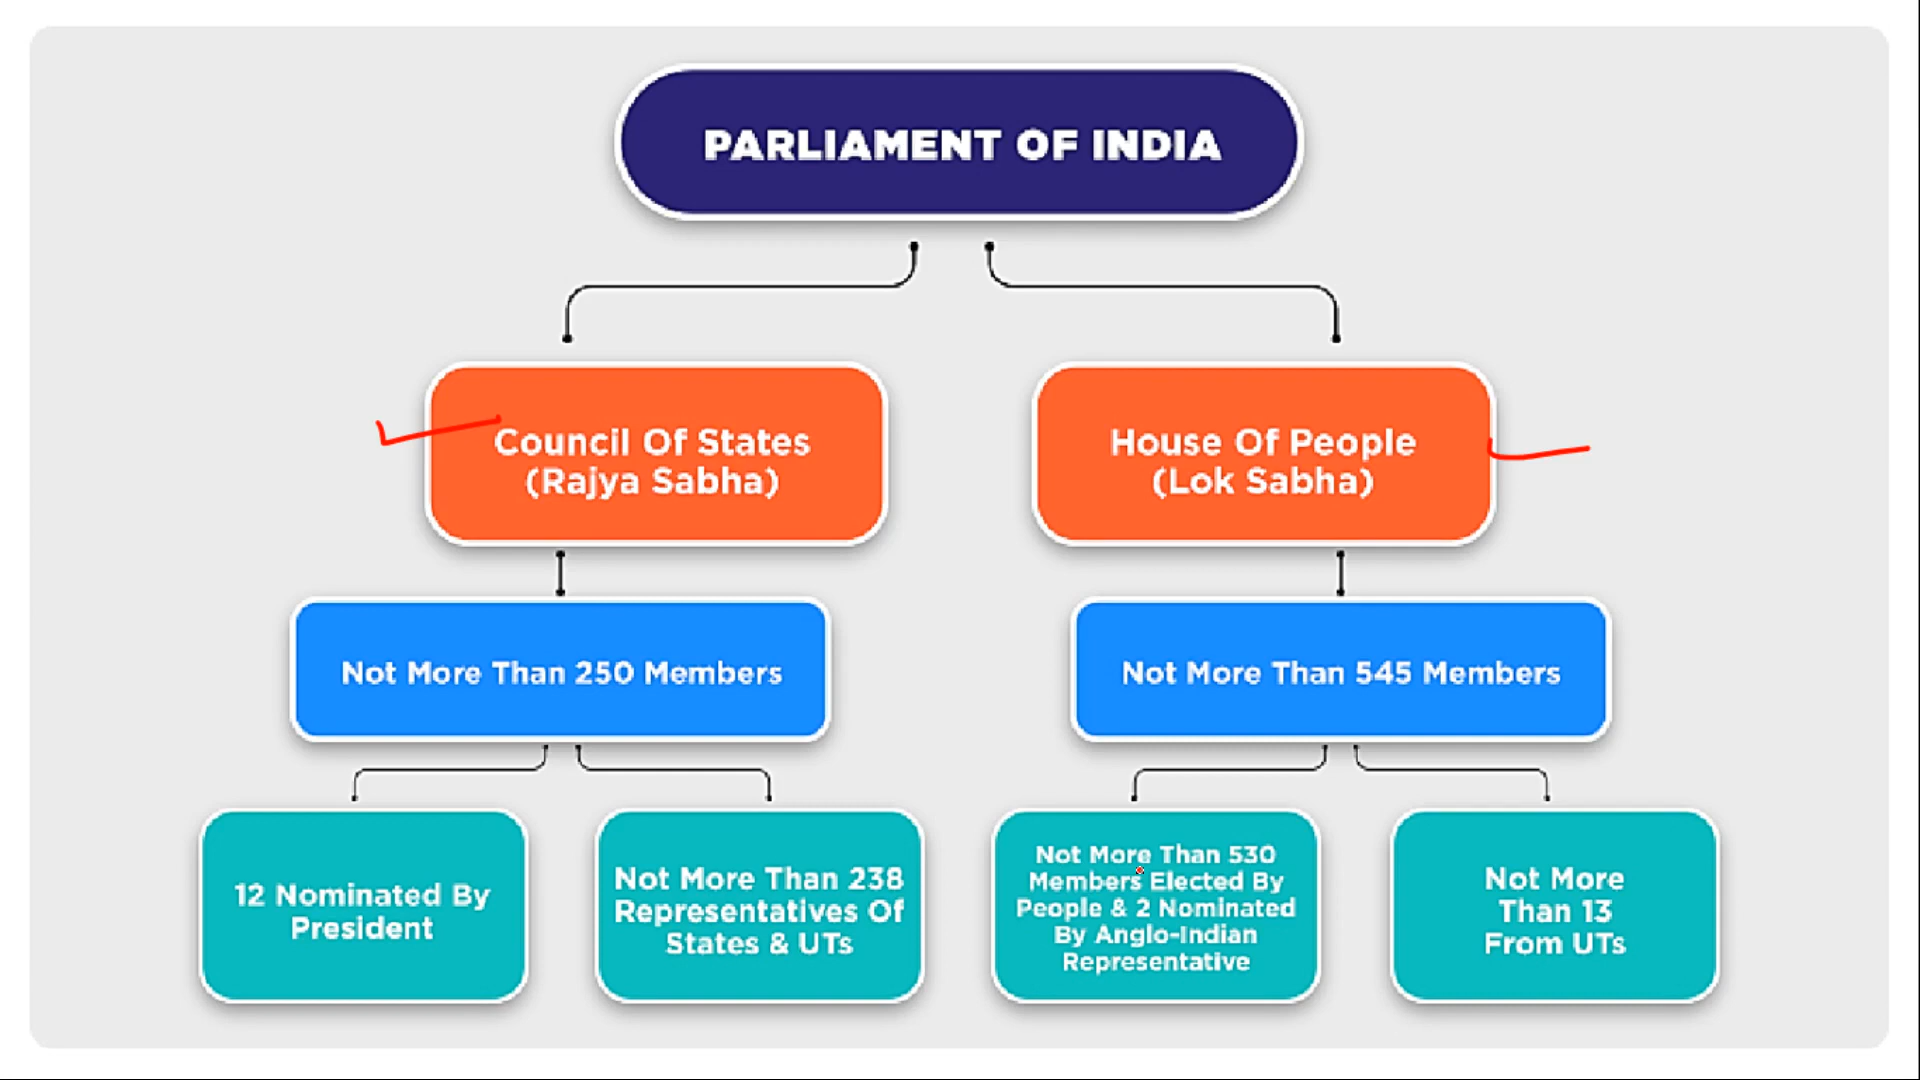 PARLIAMENT OF INDIA
Council Of States
(Rajya Sabha)
House Of People
(Lok Sabha)
Not More Than 250 Members
Not More Than 545 Members
12 Nominated By
President
Not More Than 238
Representatives Of
States & UTs
Not More Than 530
Members Elected By
People & 2 Nominated
By Anglo-Indian
Representative
Not More
Than 13
From UTs